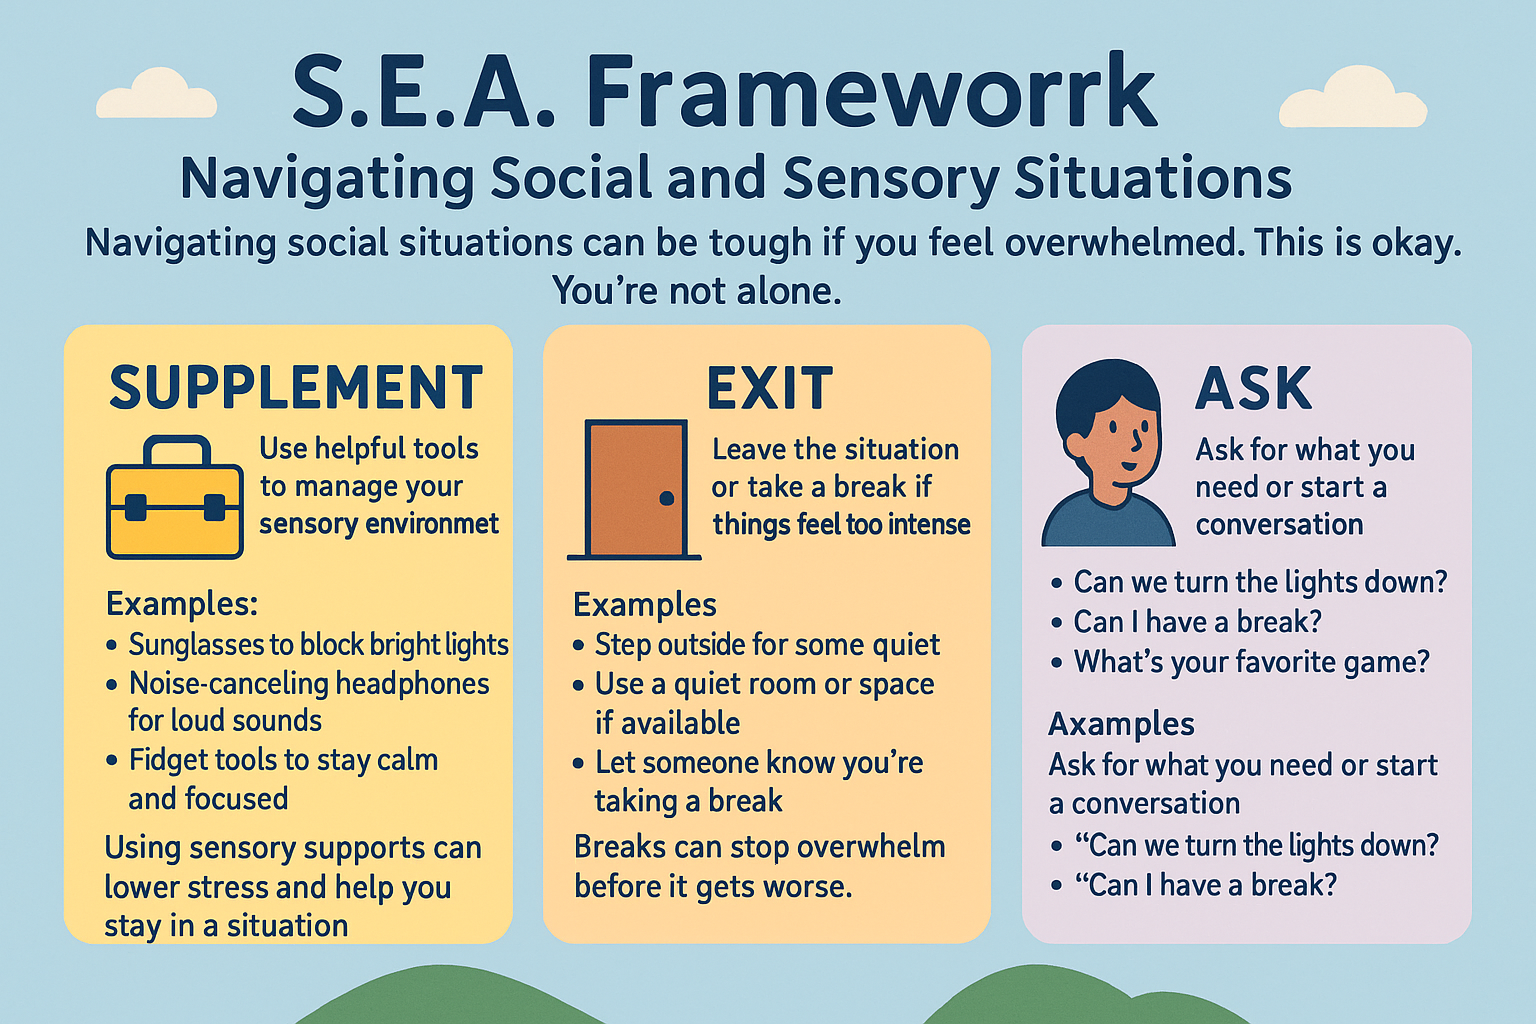 S.E.A. Frameworrk
Navigating Social and Sensory Situations
Navigating social situations can be tough if you feel overwhelmed. This is okay.
You're not alone.
SUPPLEMENT
Use helpful tools
to manage your
sensory environmet
Examples:
• Sunglasses to block bright lights
• Noise-canceling headphones
for loud sounds
• Fidget tools to stay calm
and focused
Using sensory supports can
lower stress and help you
stay in a situation
EXIT
Leave the situation
or take a break if
things feel too intense
Examples
• Step outside for some quiet
• Use a quiet room or space
if available
• Let someone know you're
taking a break
Breaks can stop overwhelm
before it gets worse.
ASK
Ask for what you
need or start a
conversation
• Can we turn the lights down?
• Can I have a break?
• What's your favorite game?
Axamples
Ask for what you need or start
a conversation
• “Can we turn the lights down?
• “Can I have a break?